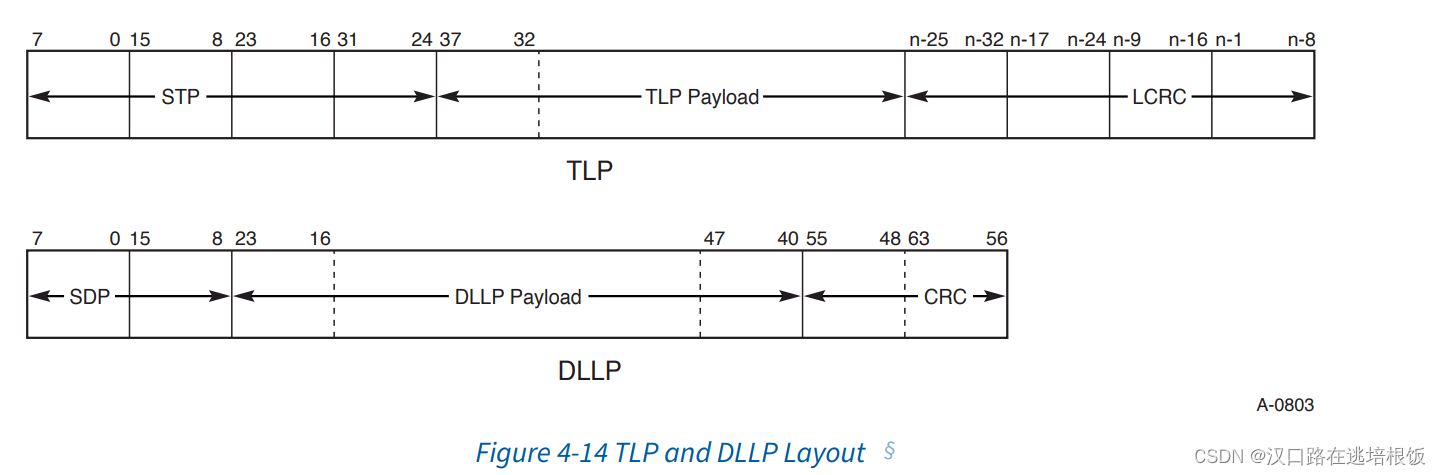 7 0 15 8 23 16 31 24 37 32 n-25 n-32 n-17 n-24 n-9 n-16 n-1 n-8
STP TLP Payload LCRC
TLP
7 0 15 8 23 16 47 40 55 48 63 56
SDP DLLP Payload CRC
DLLP
A-0803
Figure 4-14 TLP and DLLP Layout §
CSDN @汉口路在逃培根饭